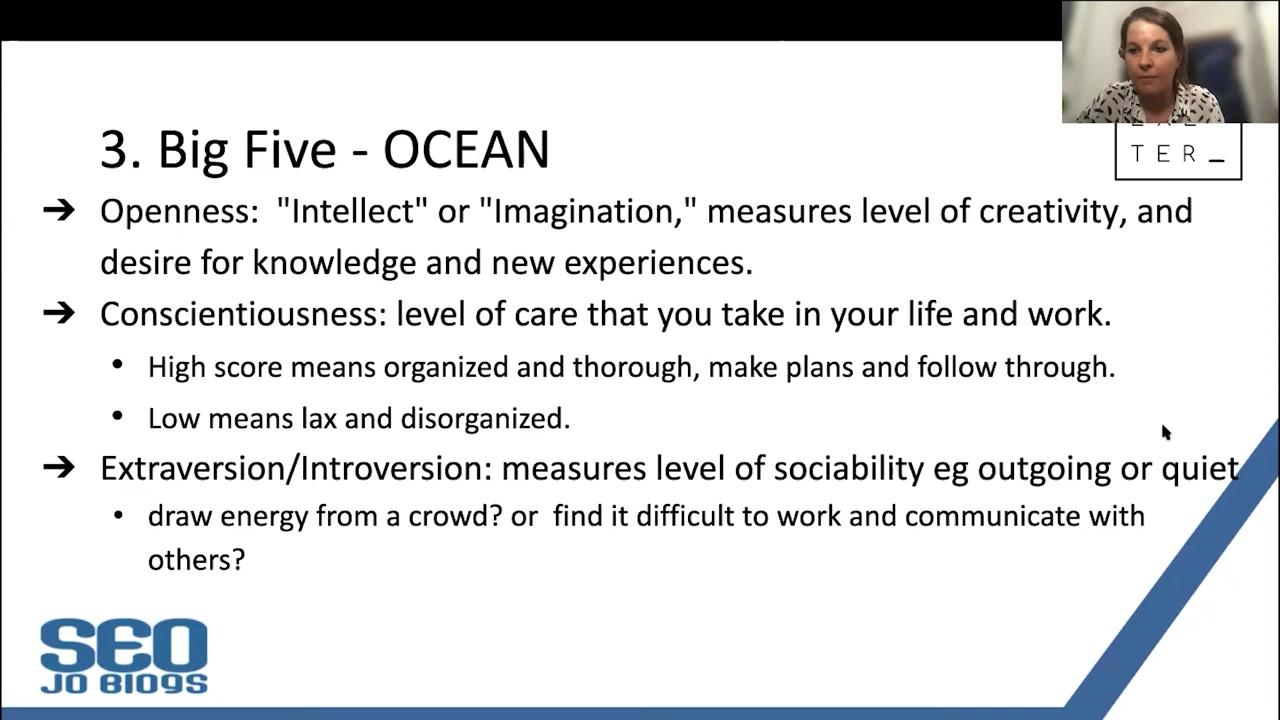 3. Big Five - OCEAN
TER_
➔ Openness:  "Intellect" or "Imagination," measures level of creativity, and
desire for knowledge and new experiences.
➔ Conscientiousness: level of care that you take in your life and work.
• High score means organized and thorough, make plans and follow through.
• Low means lax and disorganized.
➔ Extraversion/Introversion: measures level of sociability eg outgoing or quiet
• draw energy from a crowd? or  find it difficult to work and communicate with
others?
SEO
JO BLOGS